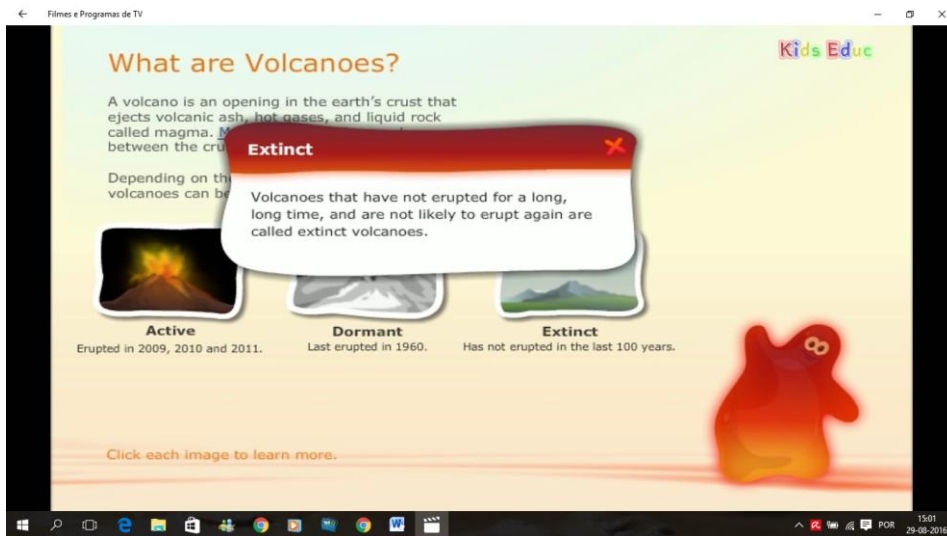 Filmes e Programas de TV
Kids Educ
What are Volcanoes?
A volcano is an opening in the earth's crust that
ejects volcanic ash, hot gases, and liquid rock
called magma.
between the cru
Depending on th
volcanoes can be
Extinct
Volcanoes that have not erupted for a long,
long time, and are not likely to erupt again are
called extinct volcanoes.
Active
Erupted in 2009, 2010 and 2011.
Dormant
Last erupted in 1960.
Extinct
Has not erupted in the last 100 years.
Click each image to learn more.
POR
15:01
29-08-2016